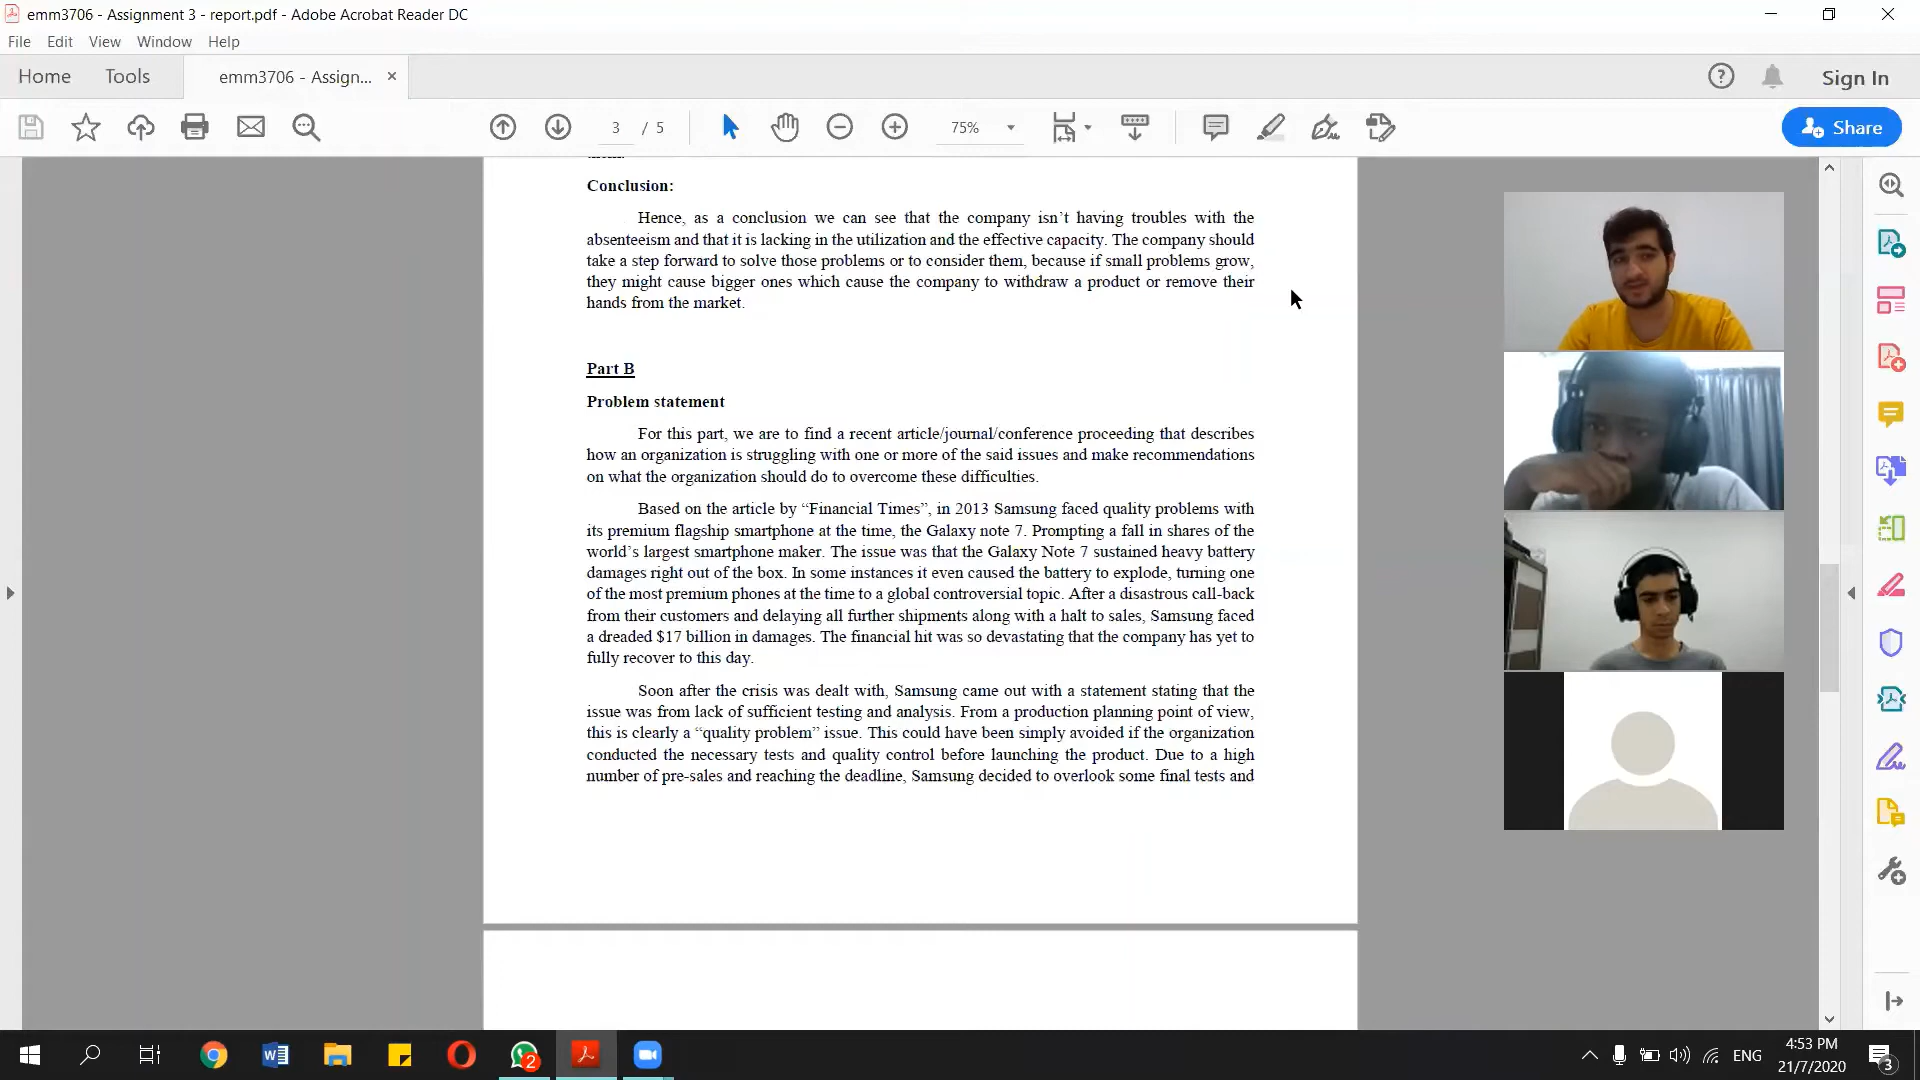 emm3706 - Assignment 3 - report.pdf - Adobe Acrobat Reader DC
File Edit View Window Help
Home Tools emm3706 - Assign... Sign In
3 / 5 75% Share
Conclusion:
Hence, as a conclusion we can see that the company isn't having troubles with the
absenteeism and that it is lacking in the utilization and the effective capacity. The company should
take a step forward to solve those problems or to consider them, because if small problems grow,
they might cause bigger ones which cause the company to withdraw a product or remove their
hands from the market.
Part B
Problem statement
For this part, we are to find a recent article/journal/conference proceeding that describes
how an organization is struggling with one or more of the said issues and make recommendations
on what the organization should do to overcome these difficulties.
Based on the article by “Financial Times”, in 2013 Samsung faced quality problems with
its premium flagship smartphone at the time, the Galaxy note 7. Prompting a fall in shares of the
world's largest smartphone maker. The issue was that the Galaxy Note 7 sustained heavy battery
damages right out of the box. In some instances it even caused the battery to explode, turning one
of the most premium phones at the time to a global controversial topic. After a disastrous call-back
from their customers and delaying all further shipments along with a halt to sales, Samsung faced
a dreaded $17 billion in damages. The financial hit was so devastating that the company has yet to
fully recover to this day.
Soon after the crisis was dealt with, Samsung came out with a statement stating that the
issue was from lack of sufficient testing and analysis. From a production planning point of view,
this is clearly a “quality problem” issue. This could have been simply avoided if the organization
conducted the necessary tests and quality control before launching the product. Due to a high
number of pre-sales and reaching the deadline, Samsung decided to overlook some final tests and
2
ENG
4:53 PM
21/7/2020
3